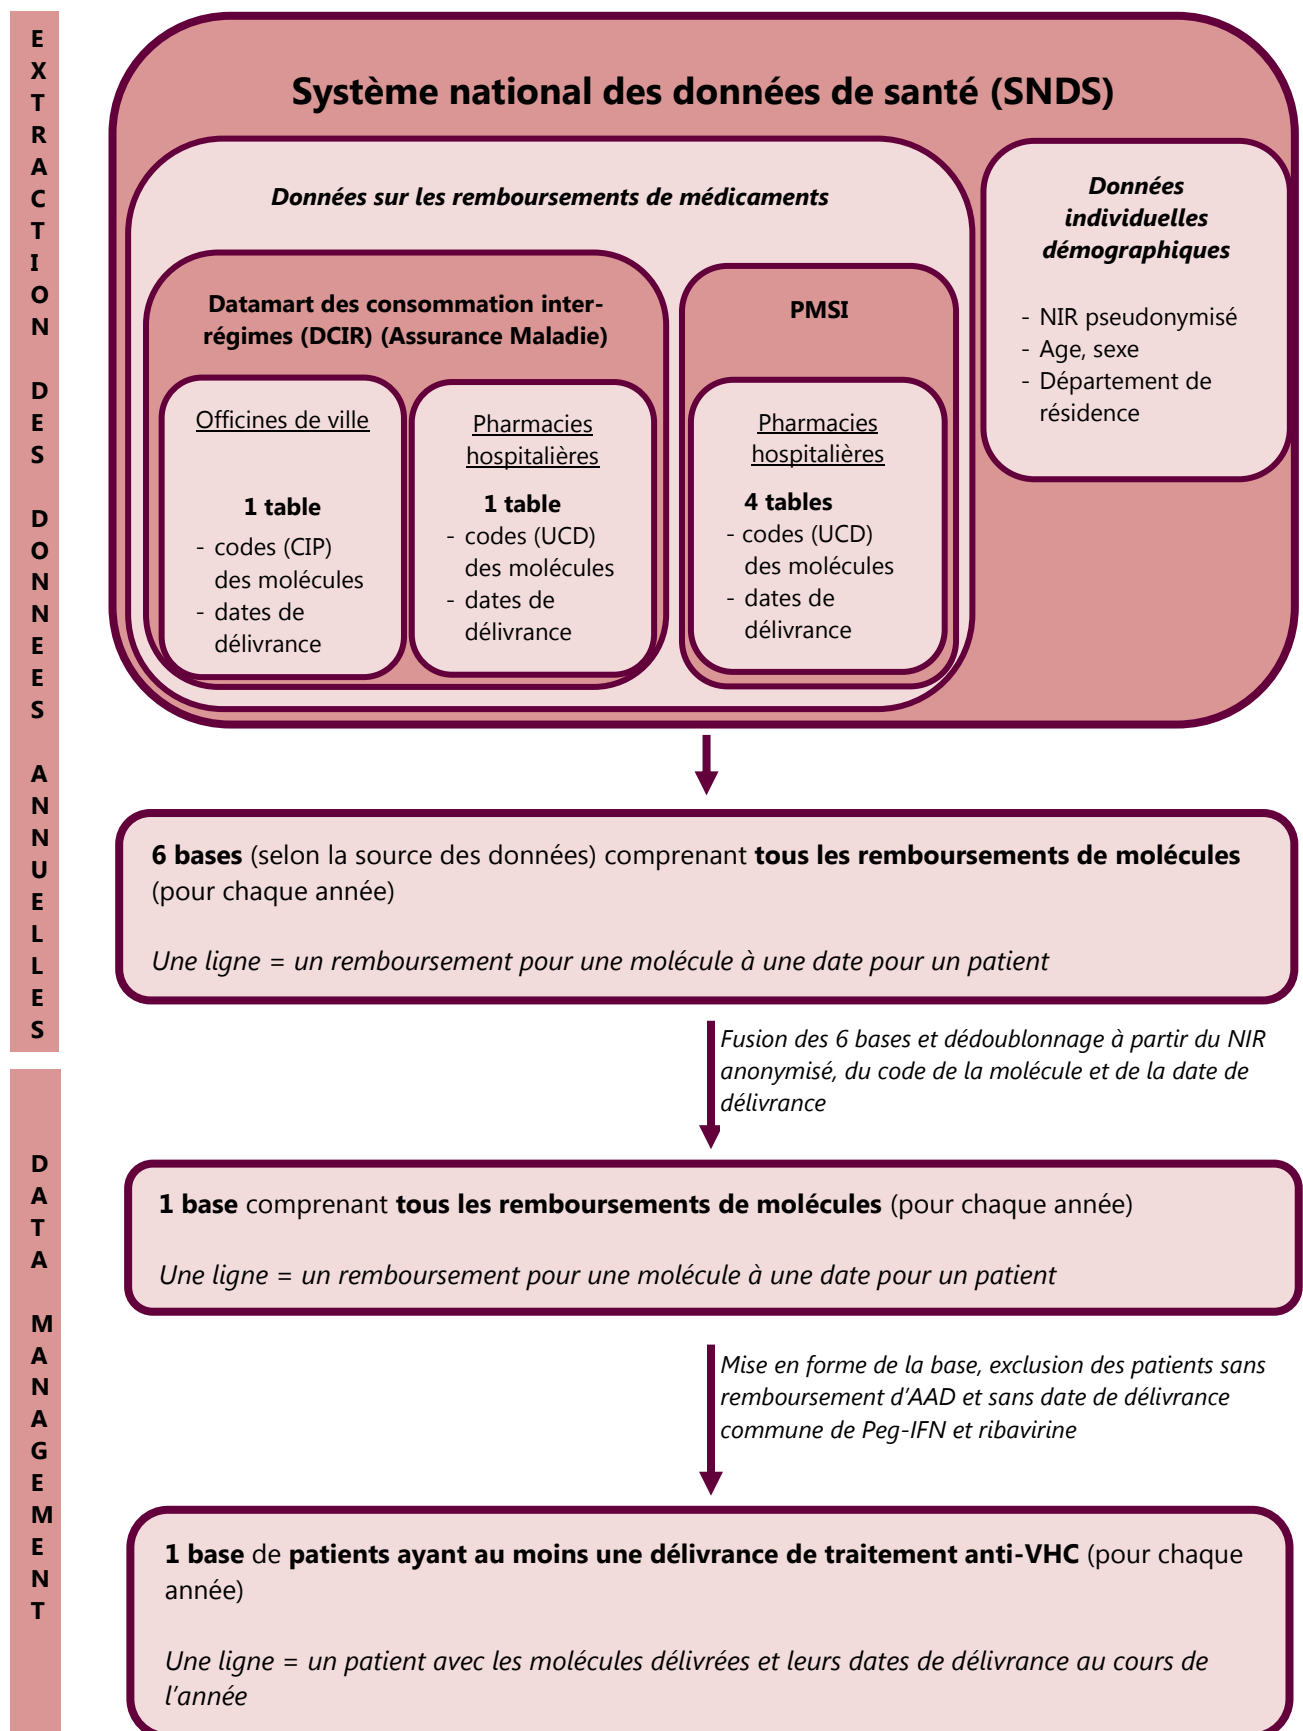 EXTRACTION DES DONNEES ANNUELLES
Système national des données de santé (SNDS)
Données sur les remboursements de médicaments
Datamart des consommation inter-
régimes (DCIR) (Assurance Maladie)
Officines de ville
1 table
- codes (CIP)
des molécules
- dates de
délivrance
Pharmacies
hospitalières
1 table
- codes (UCD)
des molécules
- dates de
délivrance
PMSI
Pharmacies
hospitalières
4 tables
- codes (UCD)
des molécules
- dates de
délivrance
Données
individuelles
démographiques
- NIR pseudonymisé
- Age, sexe
- Département de
résidence
6 bases (selon la source des données) comprenant tous les remboursements de molécules
(pour chaque année)
Une ligne = un remboursement pour une molécule à une date pour un patient
Fusion des 6 bases et dédoublonnage à partir du NIR
anonymisé, du code de la molécule et de la date de
délivrance
DATA MANAGEMENT
1 base comprenant tous les remboursements de molécules (pour chaque année)
Une ligne = un remboursement pour une molécule à une date pour un patient
Mise en forme de la base, exclusion des patients sans
remboursement d'AAD et sans date de délivrance
commune de Peg-IFN et ribavirine
1 base de patients ayant au moins une délivrance de traitement anti-VHC (pour chaque
année)
Une ligne = un patient avec les molécules délivrées et leurs dates de délivrance au cours de
l'année